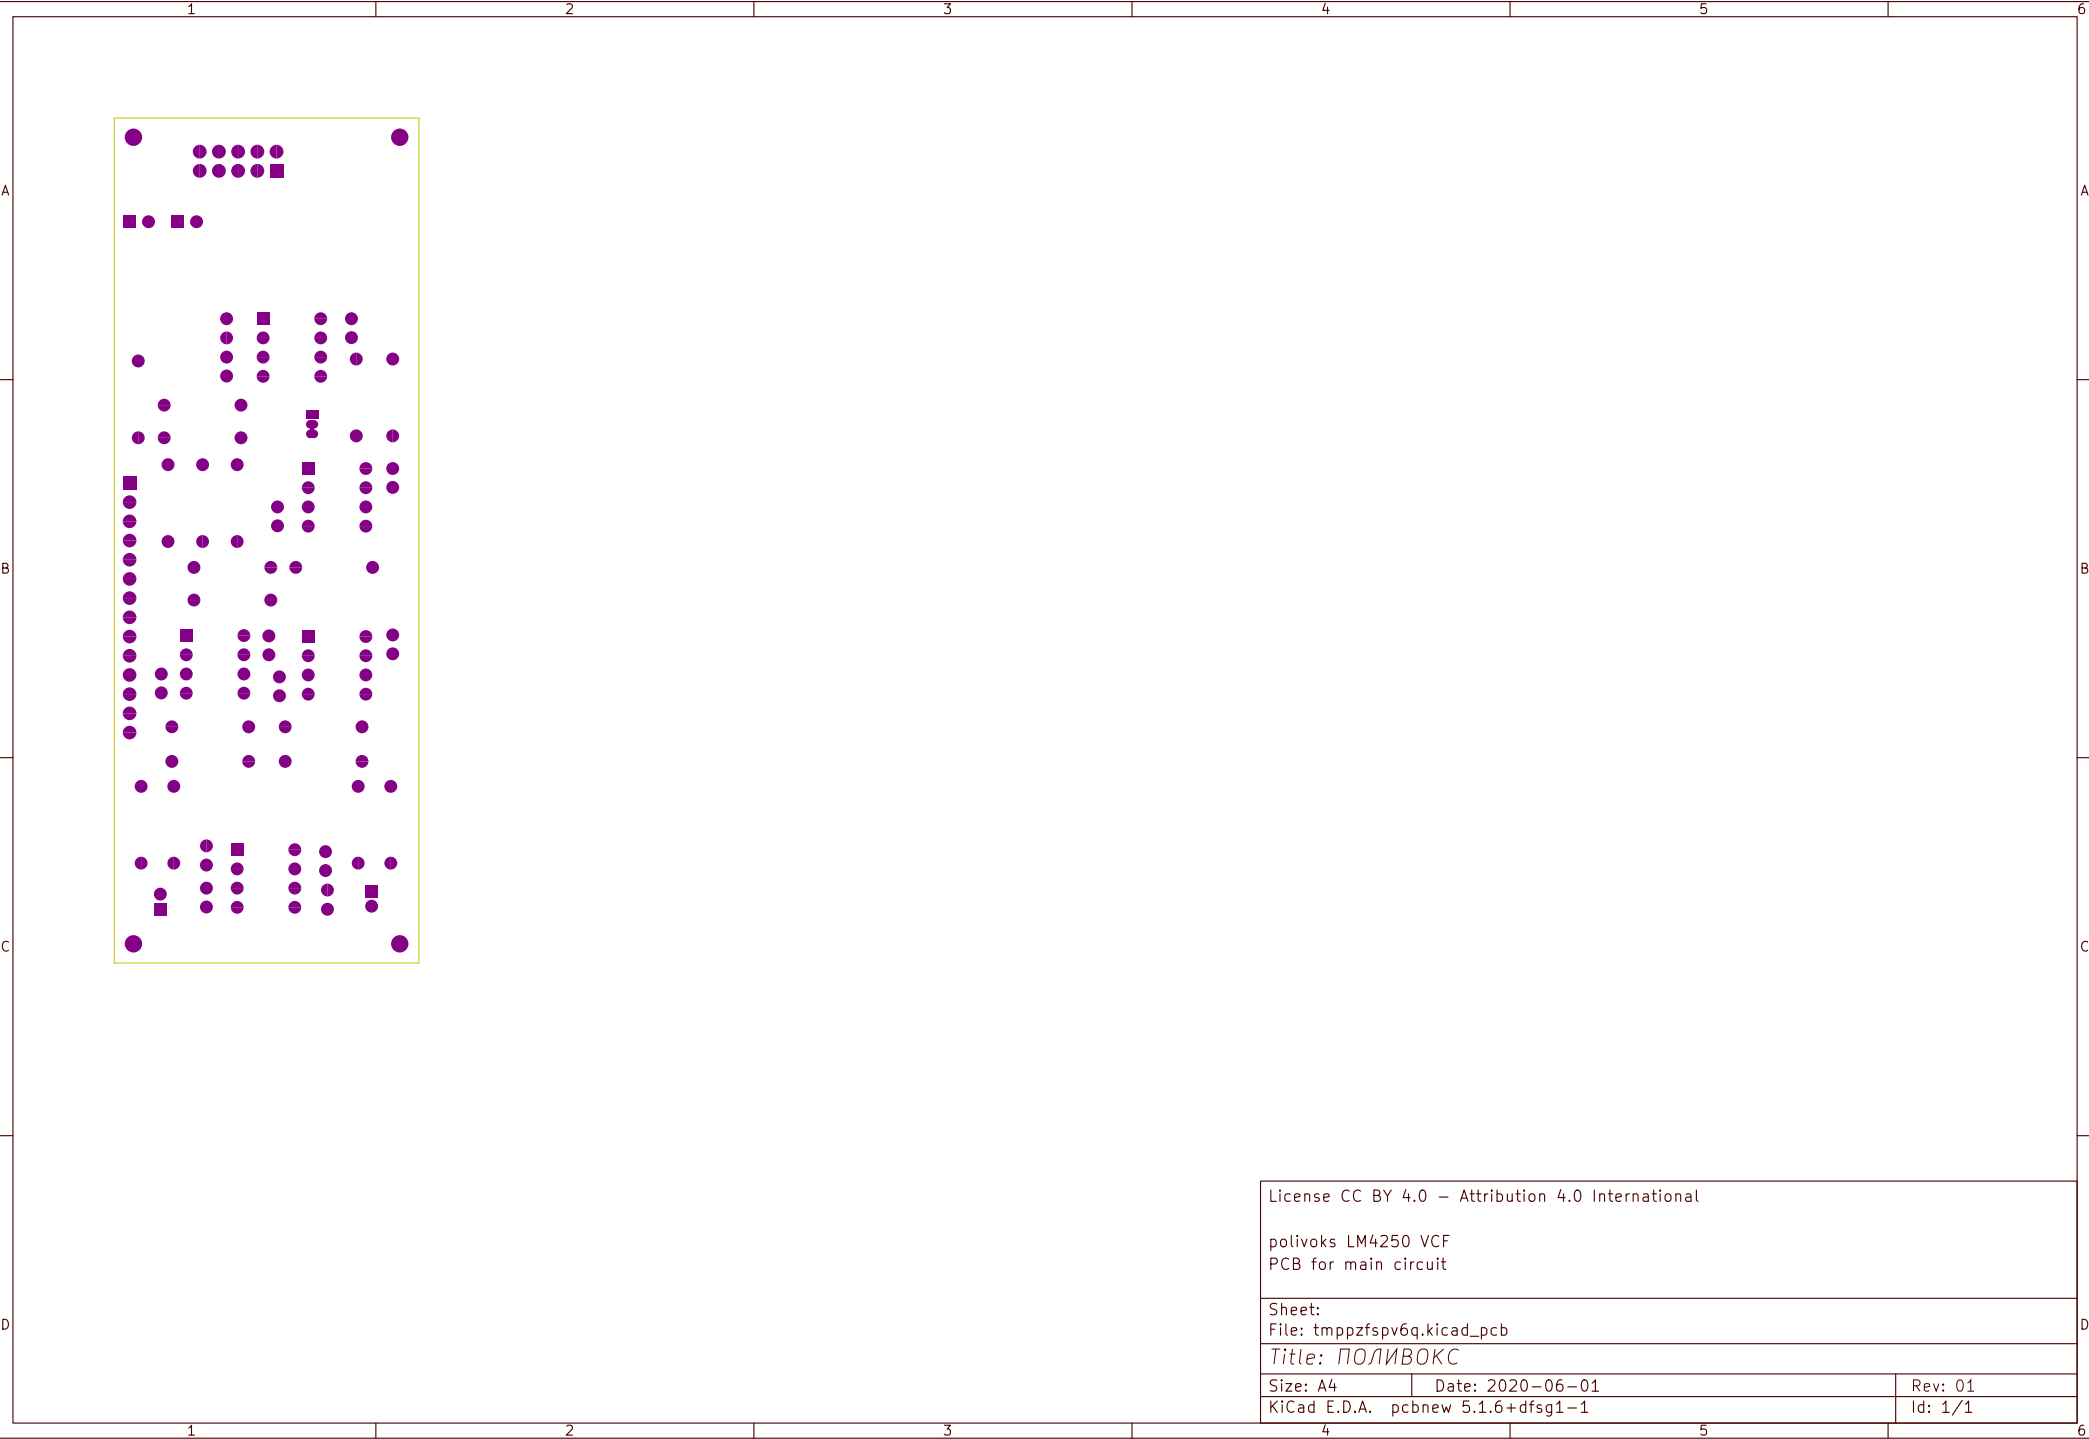 1 2 3 4 5 6
A A
B B
C C
License CC BY 4.0 – Attribution 4.0 International
polivoks LM4250 VCF
PCB for main circuit
Sheet:
D D
File: tmppzfspv6q.kicad_pcb
Title: ПОЛИВОКС
Size: A4 Date: 2020-06-01 Rev: 01
KiCad E.D.A. pcbnew 5.1.6+dfsg1-1 Id: 1/1
1 2 3 4 5 6